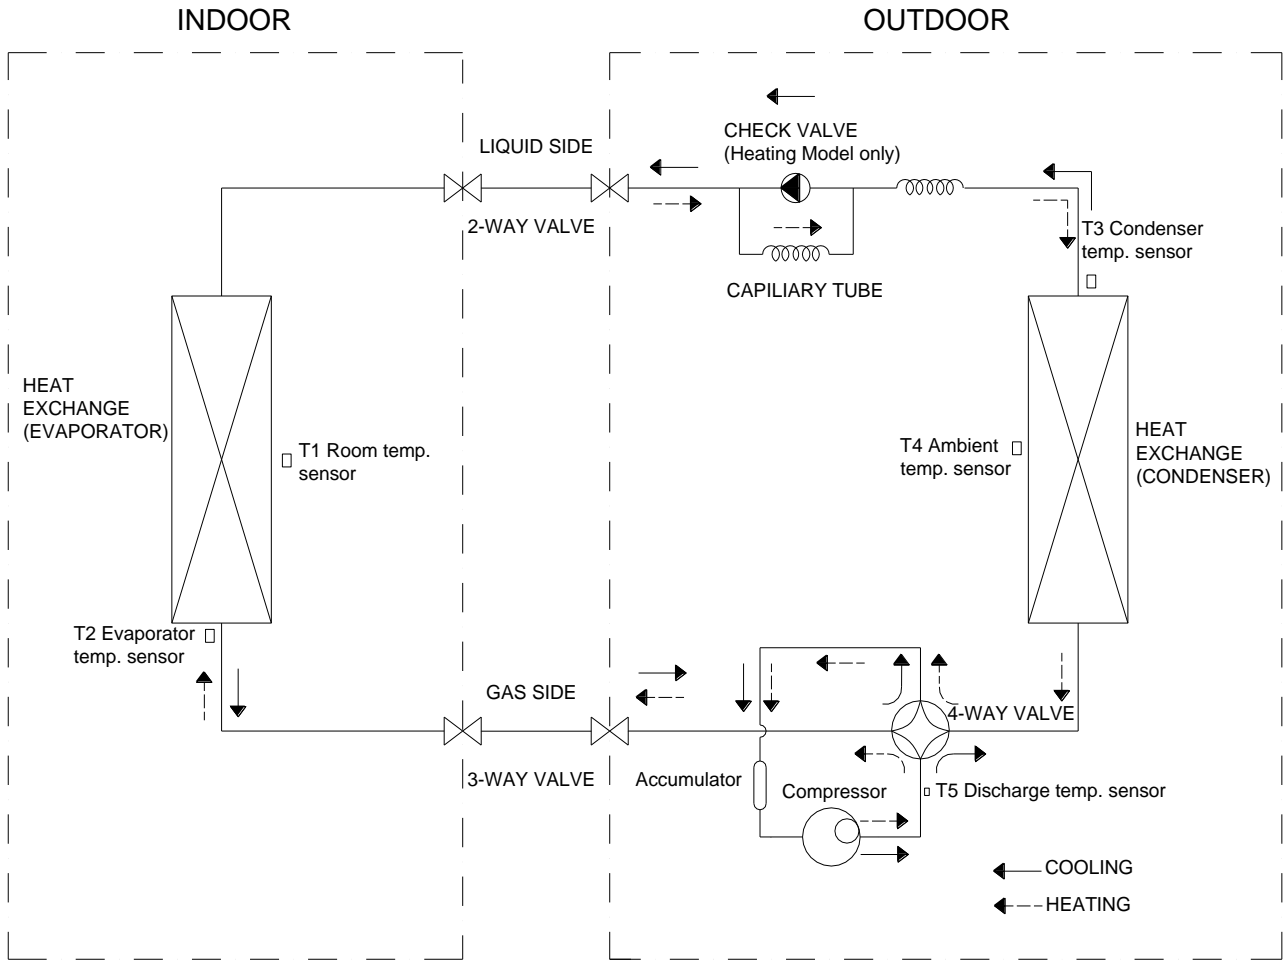 INDOOR
OUTDOOR
CHECK VALVE
(Heating Model only)
LIQUID SIDE
2-WAY VALVE
T3 Condenser
temp. sensor
CAPILIARY TUBE
HEAT
EXCHANGE
(EVAPORATOR)
T1 Room temp.
sensor
T4 Ambient
temp. sensor
HEAT
EXCHANGE
(CONDENSER)
T2 Evaporator
temp. sensor
GAS SIDE
4-WAY VALVE
3-WAY VALVE
Accumulator
Compressor
T5 Discharge temp. sensor
COOLING
HEATING